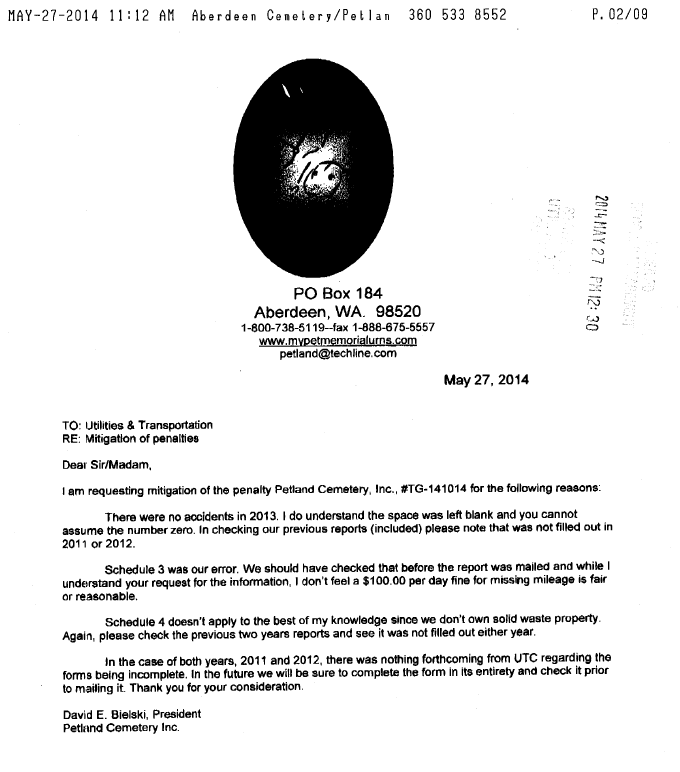 MAY-27-2014 11:12 AM Aberdeen Cemetery/Petlan 360 533 8552 P.02/09
2014 MAY 27 PM 12:30
PO Box 184
Aberdeen, WA. 98520
1-800-738-5119--fax 1-888-675-5557
www.mypetmemorialurns.com
petland@techline.com
May 27, 2014
TO: Utilities & Transportation
RE: Mitigation of penalties
Dear Sir/Madam,
I am requesting mitigation of the penalty Petland Cemetery, Inc., #TG-141014 for the following reasons:
There were no accidents in 2013. I do understand the space was left blank and you cannot
assume the number zero. In checking our previous reports (included) please note that was not filled out in
2011 or 2012.
Schedule 3 was our error. We should have checked that before the report was mailed and while I
understand your request for the information, I don't feel a $100.00 per day fine for missing mileage is fair
or reasonable.
Schedule 4 doesn't apply to the best of my knowledge since we don't own solid waste property.
Again, please check the previous two years reports and see it was not filled out either year.
In the case of both years, 2011 and 2012, there was nothing forthcoming from UTC regarding the
forms being incomplete. In the future we will be sure to complete the form in its entirety and check it prior
to mailing it. Thank you for your consideration.
David E. Bielski, President
Petland Cemetery Inc.